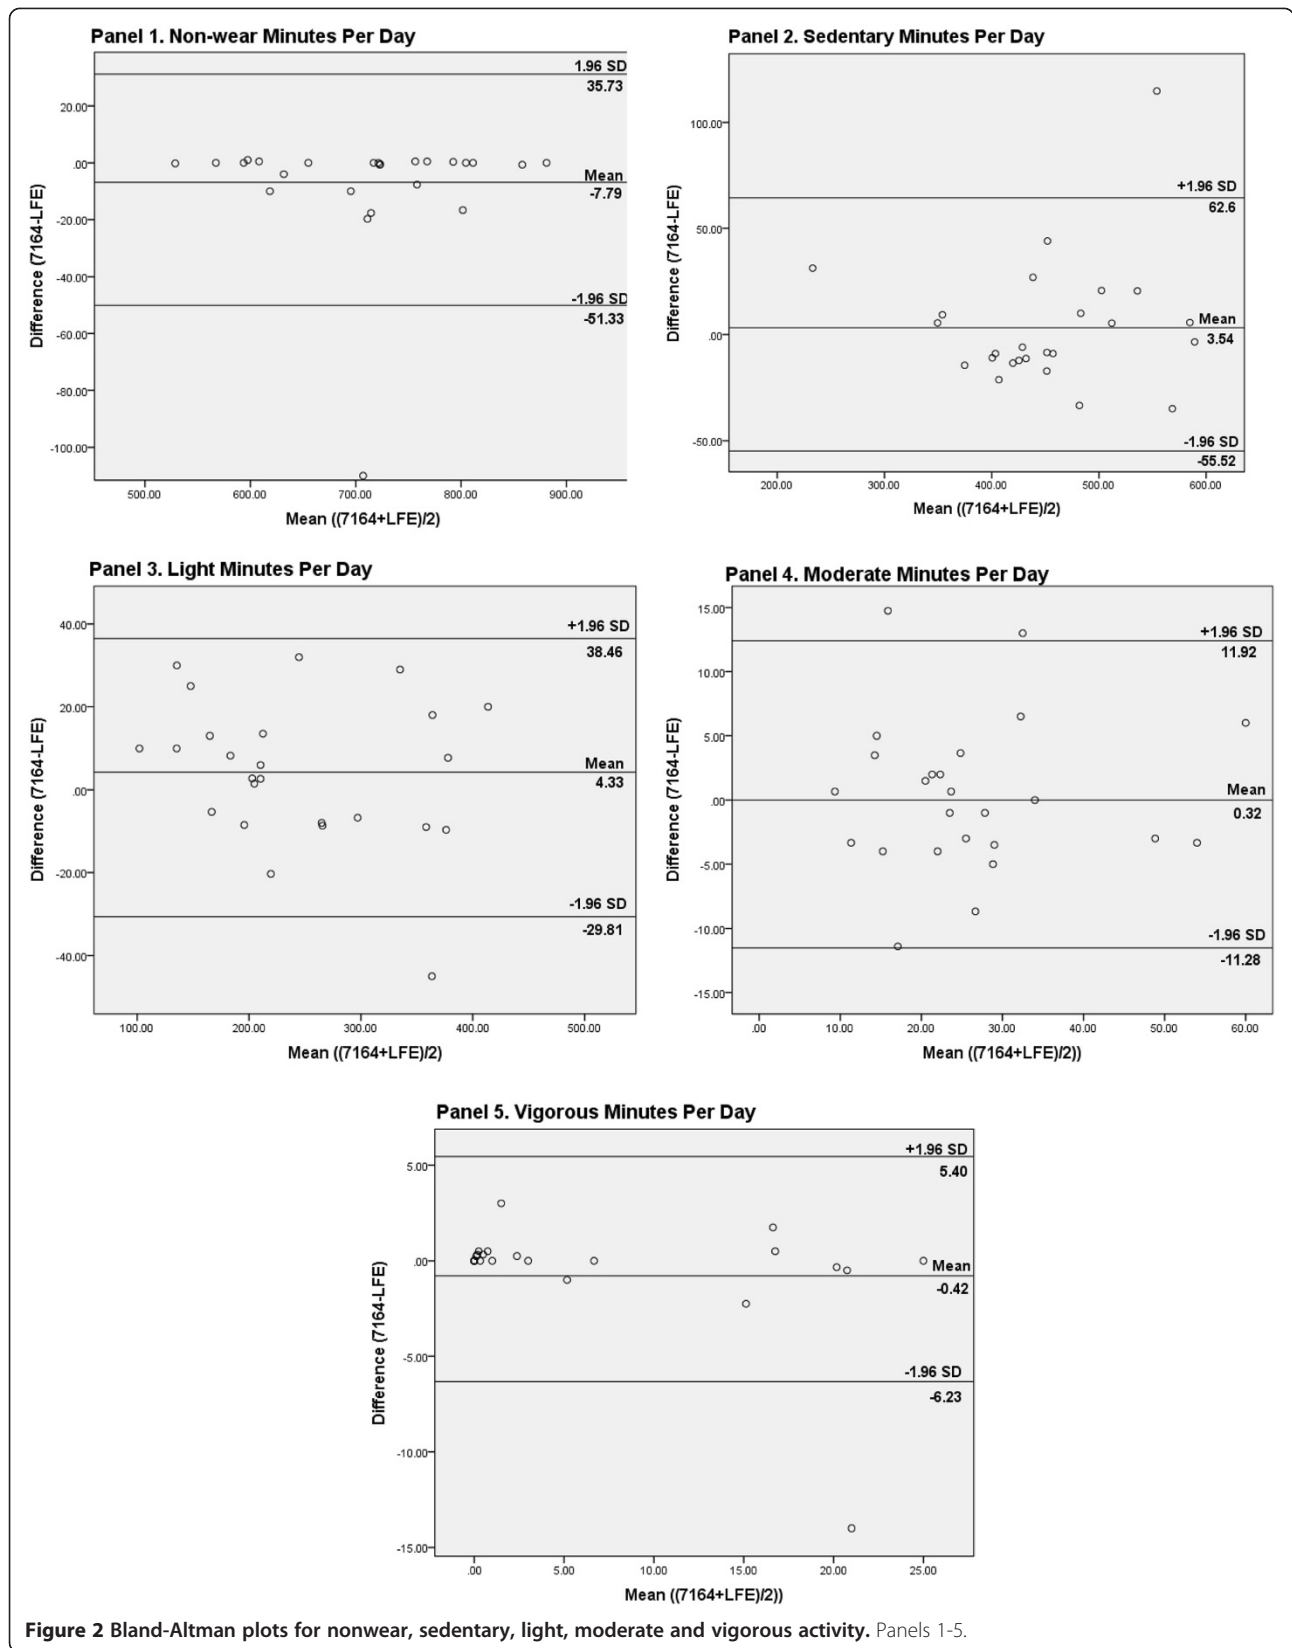 Panel 1. Non-wear Minutes Per Day
1.96 SD
35.73
20.00
.00
Mean
-7.79
-20.00
-40.00
-1.96 SD
-51.33
-60.00
-80.00
-100.00
Difference (7164-LFE)
500.00 600.00 700.00 800.00 900.00
Mean ((7164+LFE)/2)
Panel 2. Sedentary Minutes Per Day
100.00
+1.96 SD
62.6
50.00
Mean
.00
3.54
-50.00
-1.96 SD
-55.52
Difference (7164-LFE)
200.00 300.00 400.00 500.00 600.00
Mean ((7164+LFE)/2)
Panel 3. Light Minutes Per Day
40.00
+1.96 SD
38.46
20.00
Mean
4.33
.00
-20.00
-1.96 SD
-29.81
-40.00
Difference (7164-LFE)
100.00 200.00 300.00 400.00 500.00
Mean ((7164+LFE)/2)
Panel 4. Moderate Minutes Per Day
15.00
+1.96 SD
11.92
10.00
5.00
Mean
.00
0.32
-5.00
-10.00
-1.96 SD
-11.28
-15.00
Difference (7164-LFE)
.00 10.00 20.00 30.00 40.00 50.00 60.00
Mean ((7164+LFE)/2))
Panel 5. Vigorous Minutes Per Day
+1.96 SD
5.00
5.40
.00
Mean
-0.42
-5.00
-1.96 SD
-6.23
-10.00
-15.00
Difference (7164-LFE)
.00 5.00 10.00 15.00 20.00 25.00
Mean ((7164+LFE)/2))
Figure 2 Bland-Altman plots for nonwear, sedentary, light, moderate and vigorous activity. Panels 1-5.